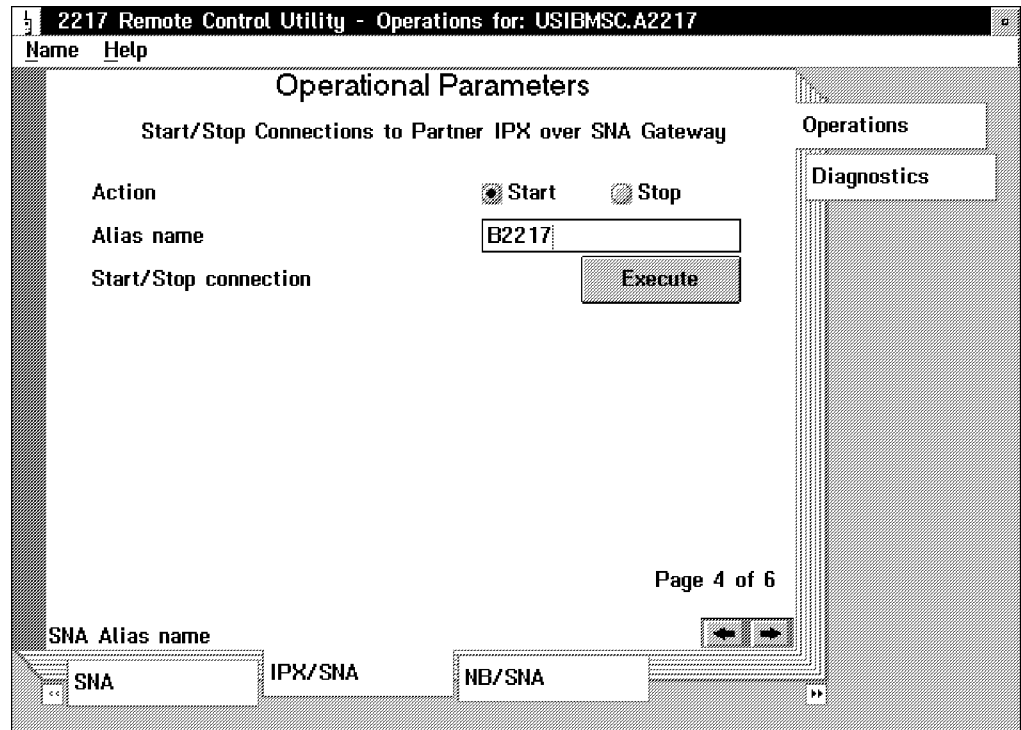 2217 Remote Control Utility - Operations for: USIBMSC.A2217
Name Help
Operational Parameters
Start/Stop Connections to Partner IPX over SNA Gateway
Operations
Diagnostics
Action Start Stop
Alias name B2217
Start/Stop connection Execute
Page 4 of 6
SNA Alias name
SNA IPX/SNA NB/SNA